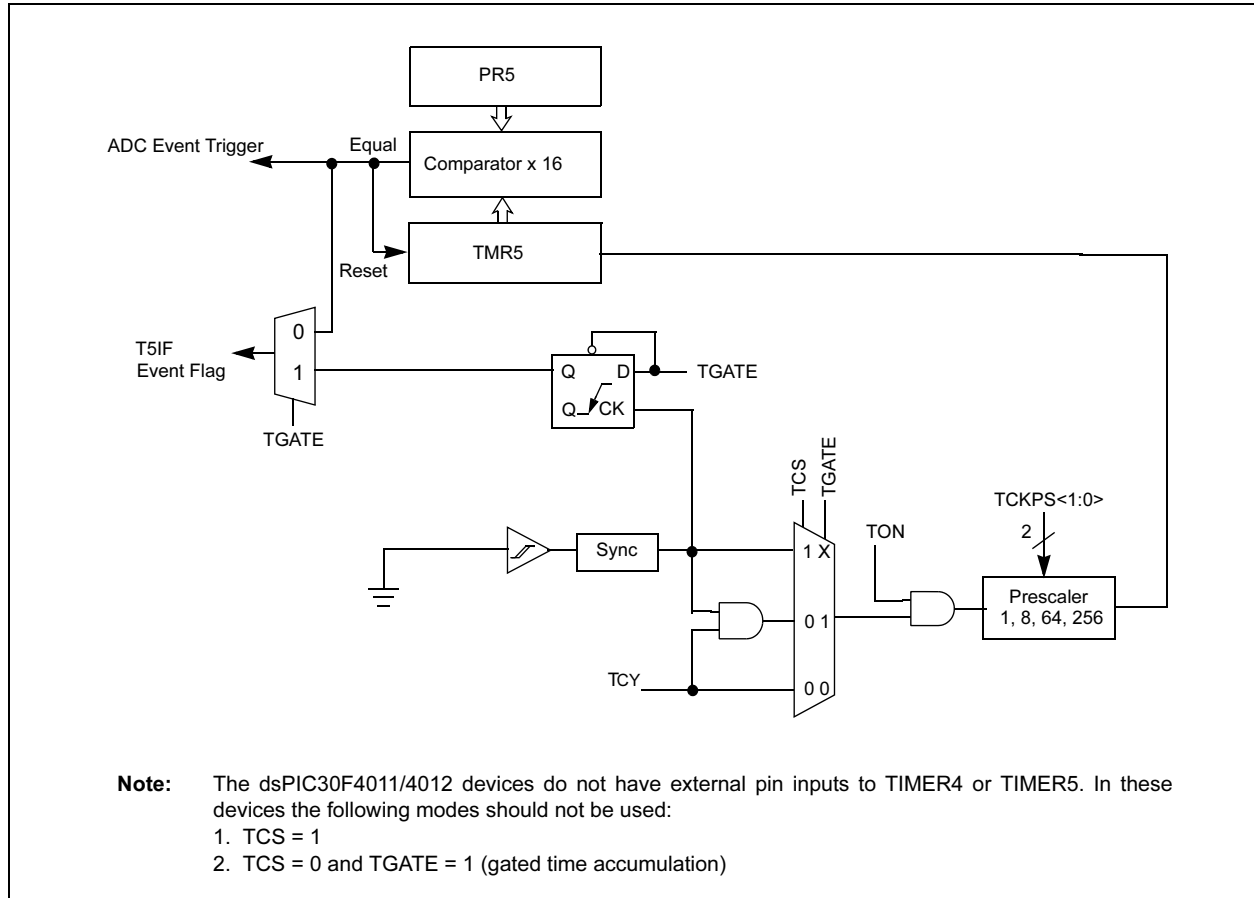 PR5
ADC Event Trigger
Equal
Comparator x 16
TMR5
Reset
0
T5IF
Event Flag
1
TGATE
Q
D
TGATE
Q
CK
TCS
TGATE
TCKPS<1:0>
2
TON
Sync
1 X
Prescaler
1, 8, 64, 256
0 1
TCY
0 0
Note: The dsPIC30F4011/4012 devices do not have external pin inputs to TIMER4 or TIMER5. In these
devices the following modes should not be used:
1. TCS = 1
2. TCS = 0 and TGATE = 1 (gated time accumulation)